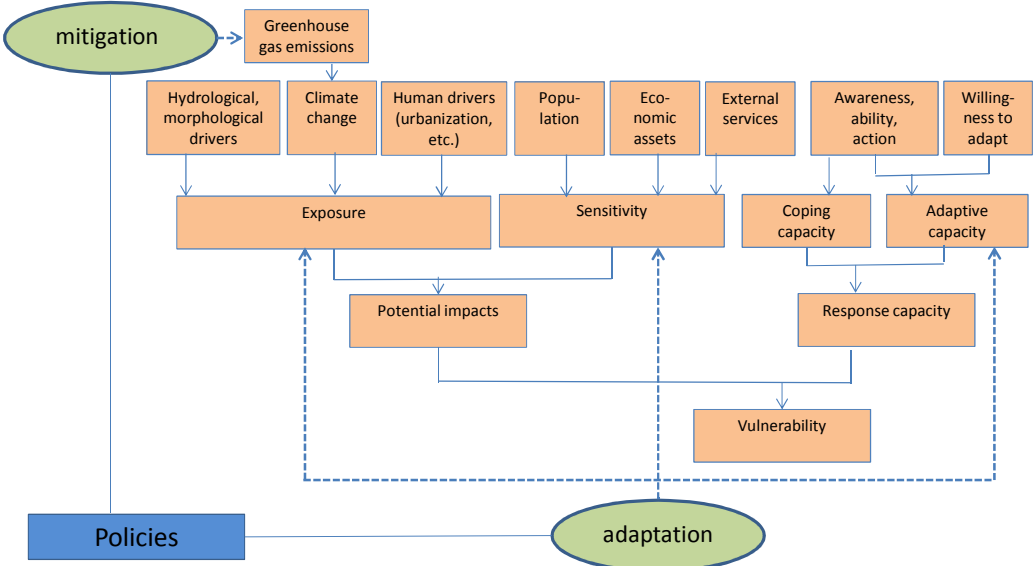 mitigation
Greenhouse
gas emissions
Hydrological,
morphological
drivers
Climate
change
Human drivers
(urbanization,
etc.)
Popu-
lation
Eco-
nomic
assets
External
services
Awareness,
ability,
action
Willing-
ness to
adapt
Exposure
Sensitivity
Coping
capacity
Adaptive
capacity
Potential impacts
Response capacity
Vulnerability
Policies
adaptation